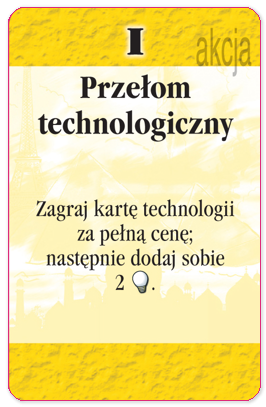 I
akcja
Przełom
technologiczny
Zagraj kartę technologii
za pełną cenę;
następnie dodaj sobie
2 .